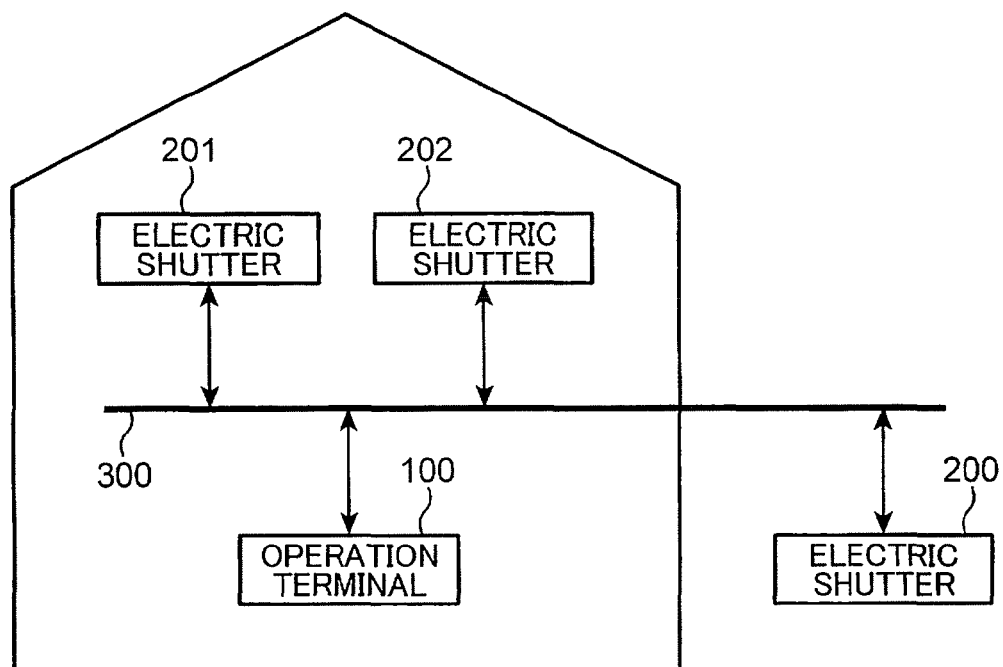 201
202
ELECTRIC
SHUTTER
ELECTRIC
SHUTTER
300
100
200
OPERATION
TERMINAL
ELECTRIC
SHUTTER